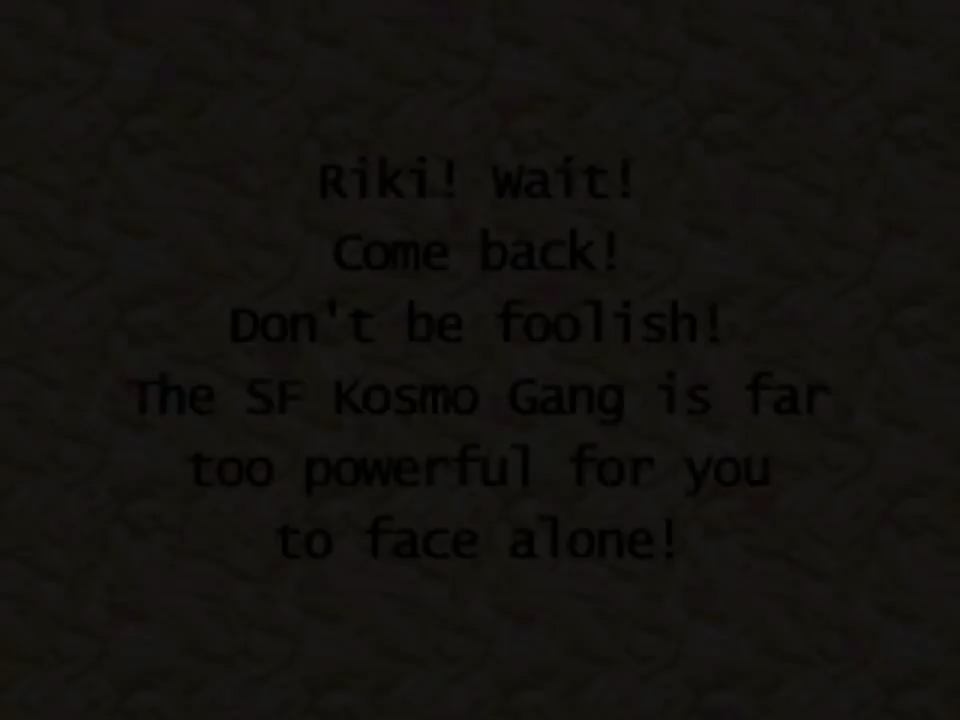 Riki! Wait!
Come back!
Don't be foolish!
The SF Kosmo Gang is far
too powerful for you
to face alone!